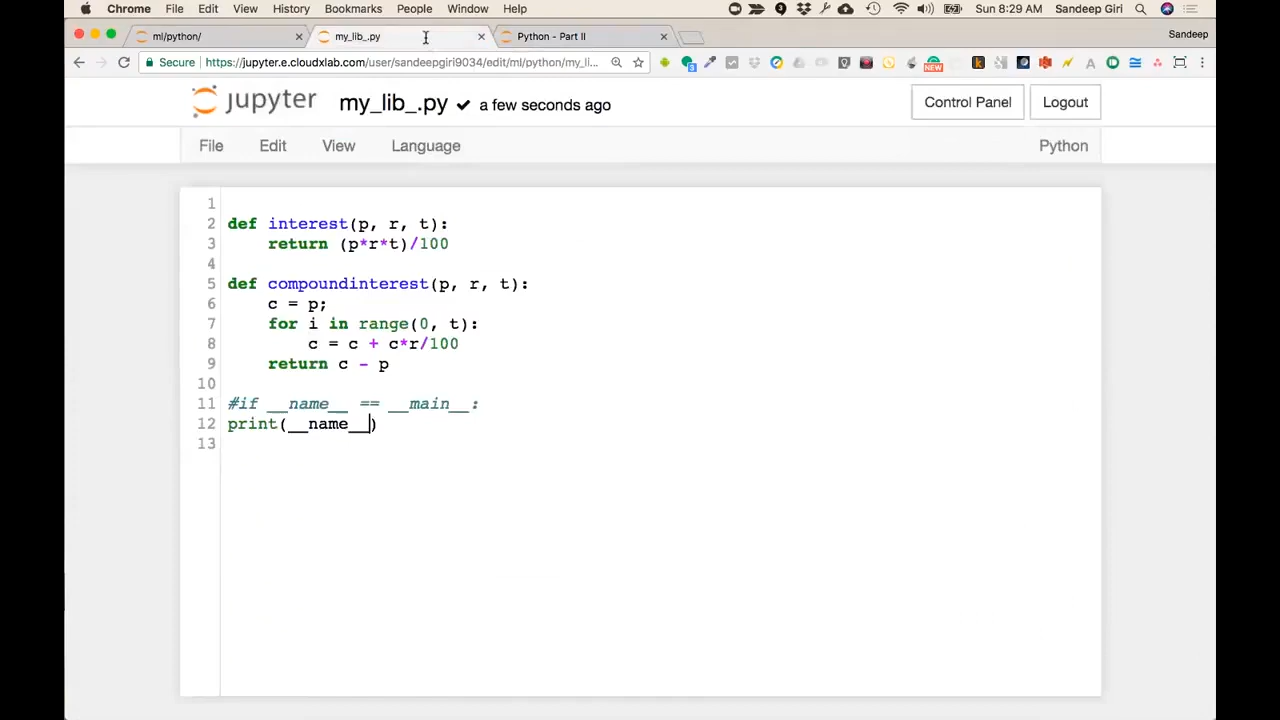 Chrome File Edit View History Bookmarks People Window Help Sun 8:29 AM Sandeep Giri
ml/python/ my_lib_.py Python - Part II Sandeep
Secure https://jupyter.e.cloudxlab.com/user/sandeepgiri9034/edit/ml/python/my_li...
jupyter my_lib_.py ✔ a few seconds ago Control Panel Logout
File Edit View Language Python
1
2 def interest(p, r, t):
3     return (p*r*t)/100
4
5 def compoundinterest(p, r, t):
6     c = p;
7     for i in range(0, t):
8         c = c + c*r/100
9     return c - p
10
11 #if __name__ == __main__:
12 print(__name__)
13